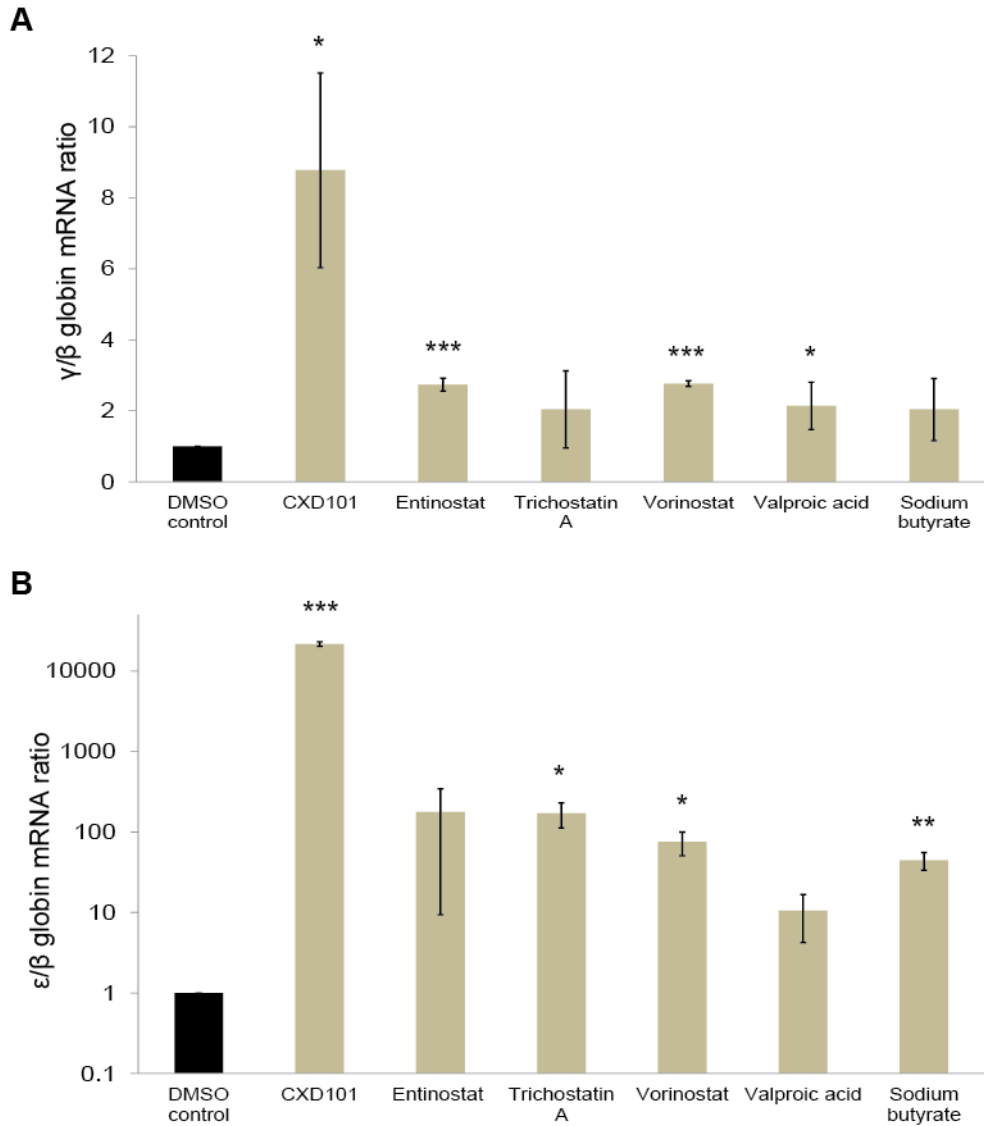 A
γ/β globin mRNA ratio
12
10
8
6
4
2
0
*
***
***
*
DMSO
control
CXD101
Entinostat
Trichostatin
A
Vorinostat
Valproic acid
Sodium
butyrate
B
ε/β globin mRNA ratio
10000
1000
100
10
1
0.1
***
*
*
**
DMSO
control
CXD101
Entinostat
Trichostatin
A
Vorinostat
Valproic acid
Sodium
butyrate